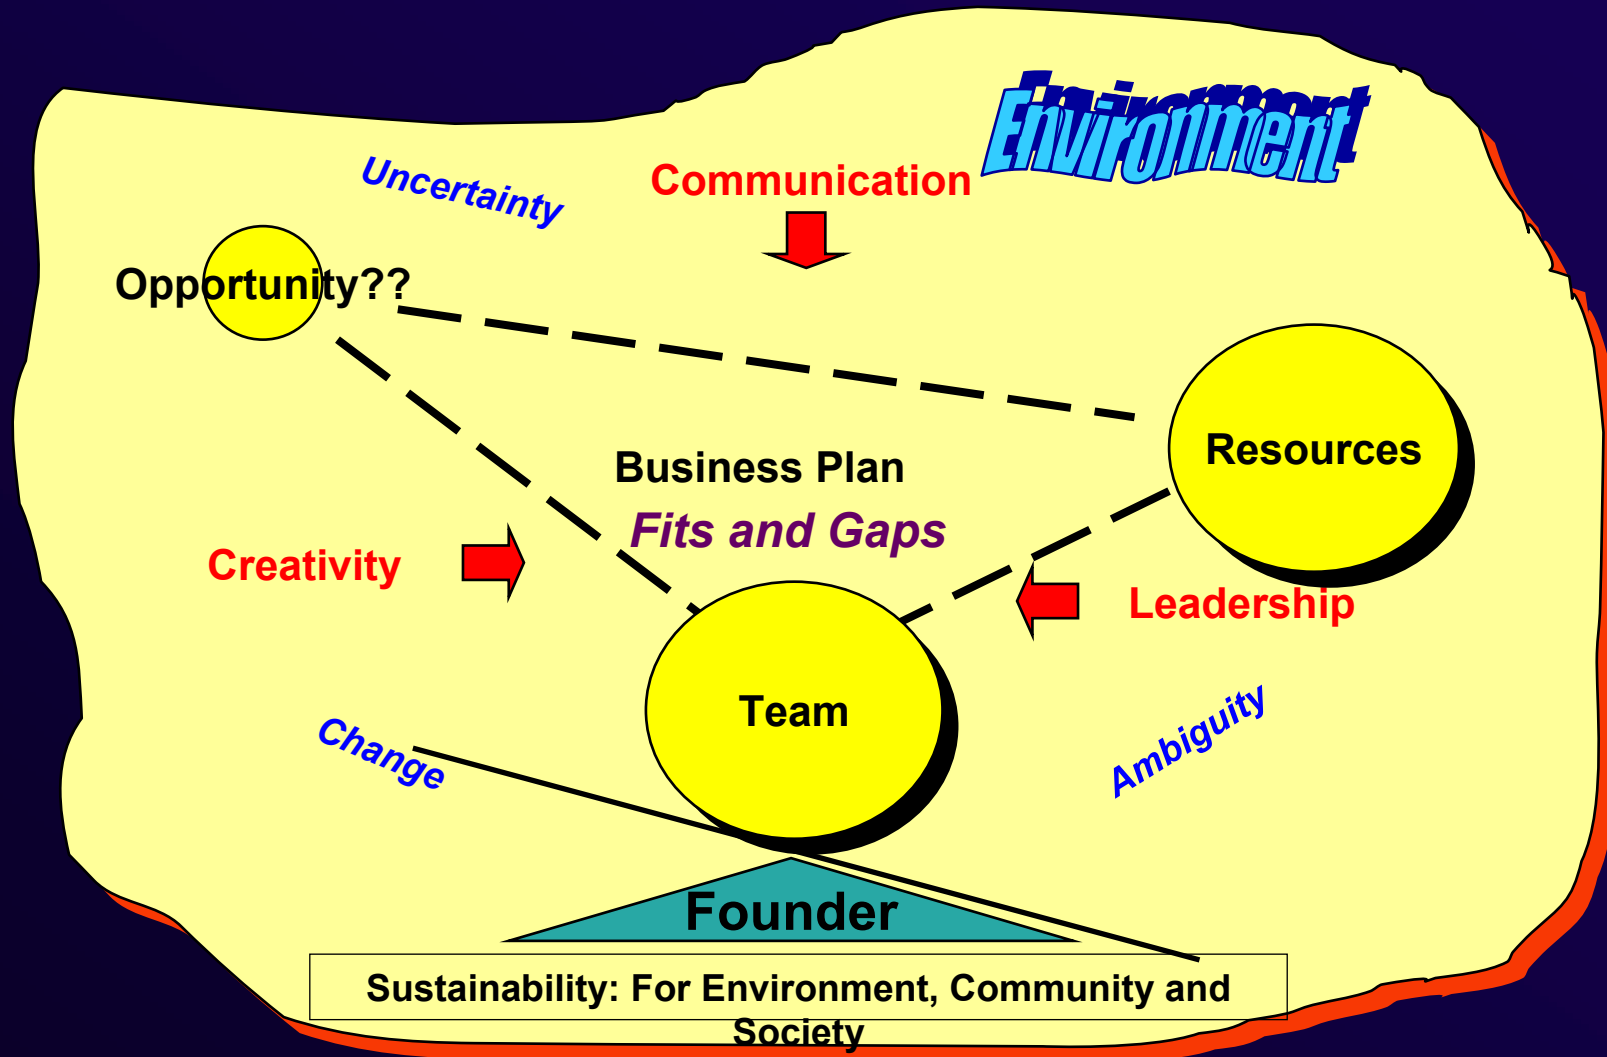 Environment
Uncertainty
Communication
Opportunity??
Resources
Business Plan
Fits and Gaps
Creativity
Leadership
Team
Change
Ambiguity
Founder
Sustainability: For Environment, Community and
Society